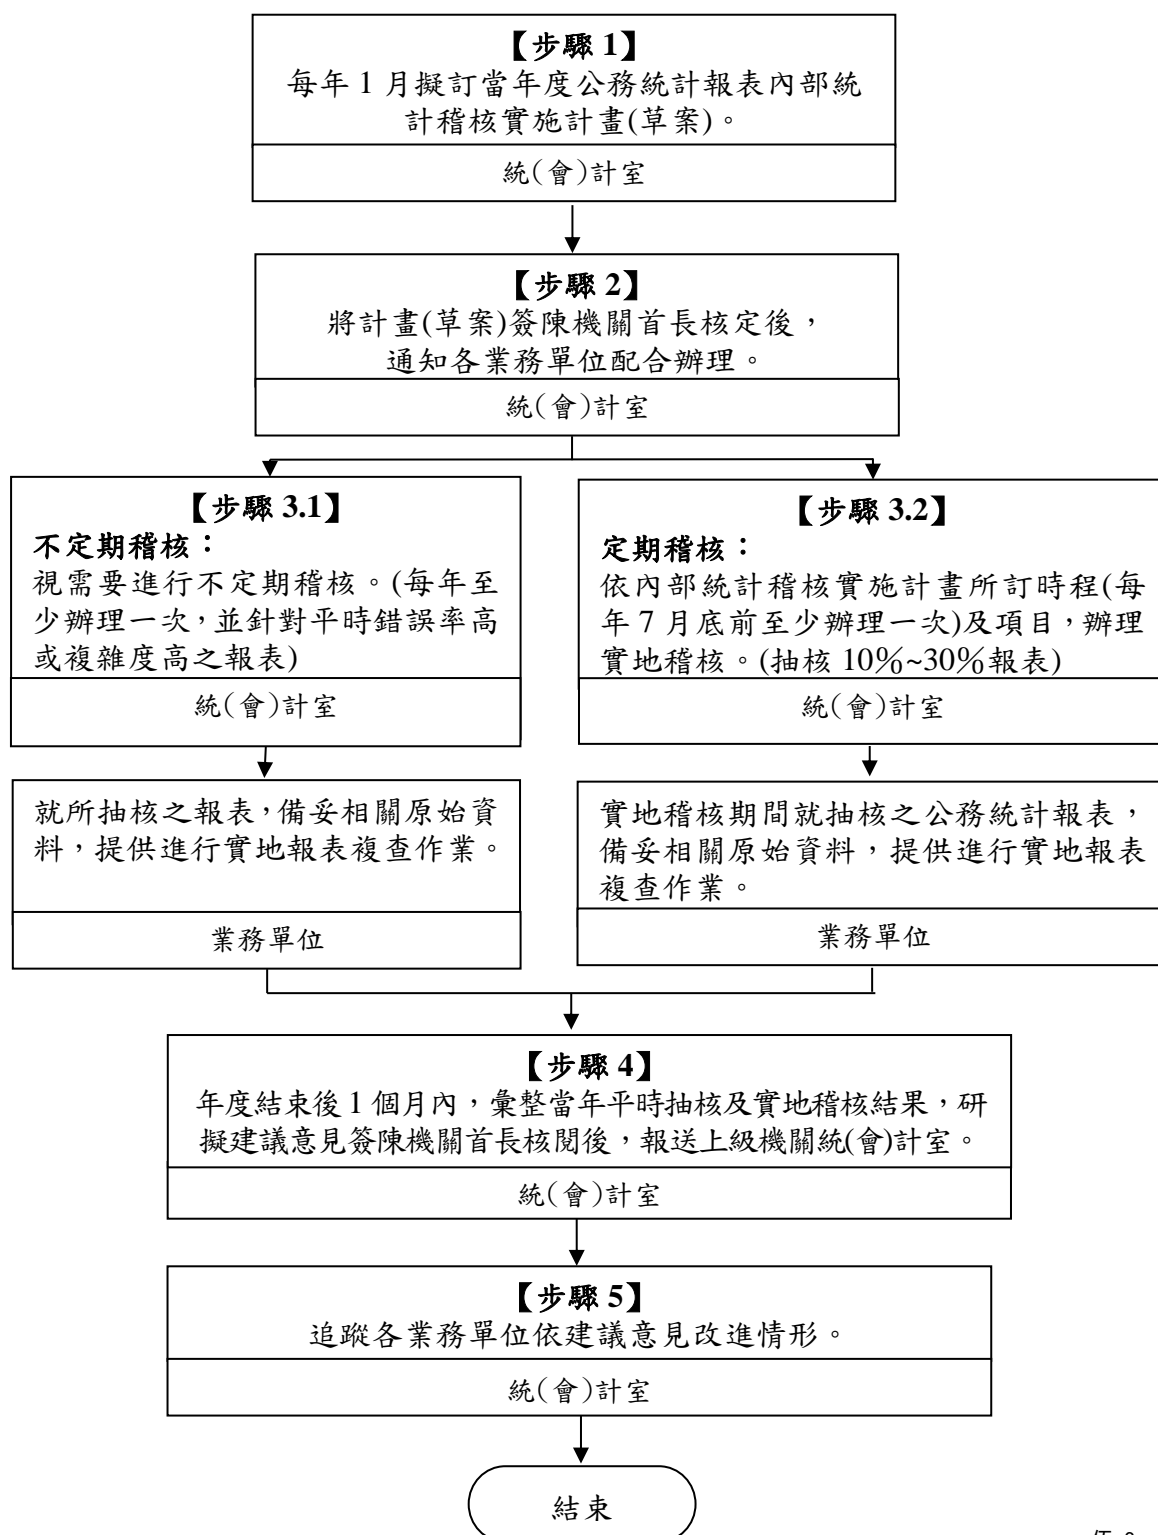 【步驟 1】
每年 1 月擬訂當年度公務統計報表內部統
計稽核實施計畫(草案)。
統(會)計室
【步驟 2】
將計畫(草案)簽陳機關首長核定後，
通知各業務單位配合辦理。
統(會)計室
【步驟 3.1】
不定期稽核：
視需要進行不定期稽核。(每年至
少辦理一次，並針對平時錯誤率高
或複雜度高之報表)
統(會)計室
就所抽核之報表，備妥相關原始資
料，提供進行實地報表複查作業。
業務單位
【步驟 3.2】
定期稽核：
依內部統計稽核實施計畫所訂時程(每
年 7 月底前至少辦理一次)及項目，辦理
實地稽核。(抽核 10%~30%報表)
統(會)計室
實地稽核期間就抽核之公務統計報表，
備妥相關原始資料，提供進行實地報表
複查作業。
業務單位
【步驟 4】
年度結束後 1 個月內，彙整當年平時抽核及實地稽核結果，研
擬建議意見簽陳機關首長核閱後，報送上級機關統(會)計室。
統(會)計室
【步驟 5】
追蹤各業務單位依建議意見改進情形。
統(會)計室
結束